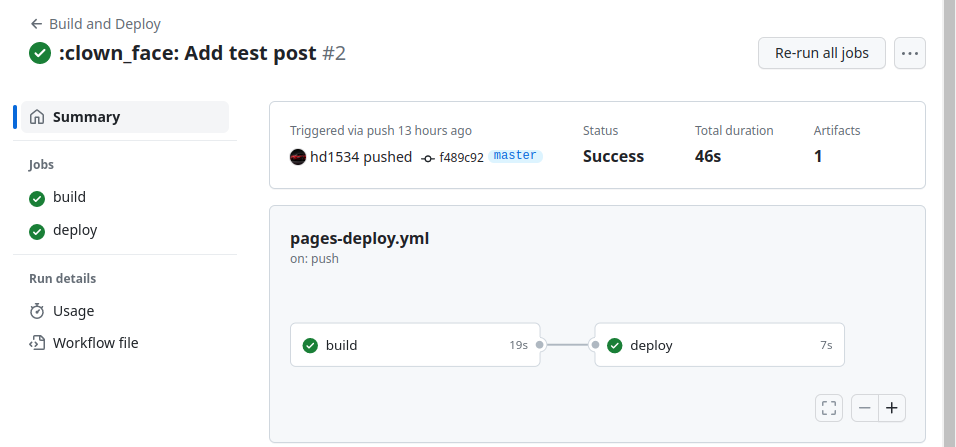 Build and Deploy
:clown_face: Add test post #2
Re-run all jobs
Summary
Jobs
build
deploy
Run details
Usage
Workflow file
Triggered via push 13 hours ago
hd1534 pushed f489c92 master
Status
Success
Total duration
46s
Artifacts
1
pages-deploy.yml
on: push
build 19s
deploy 7s